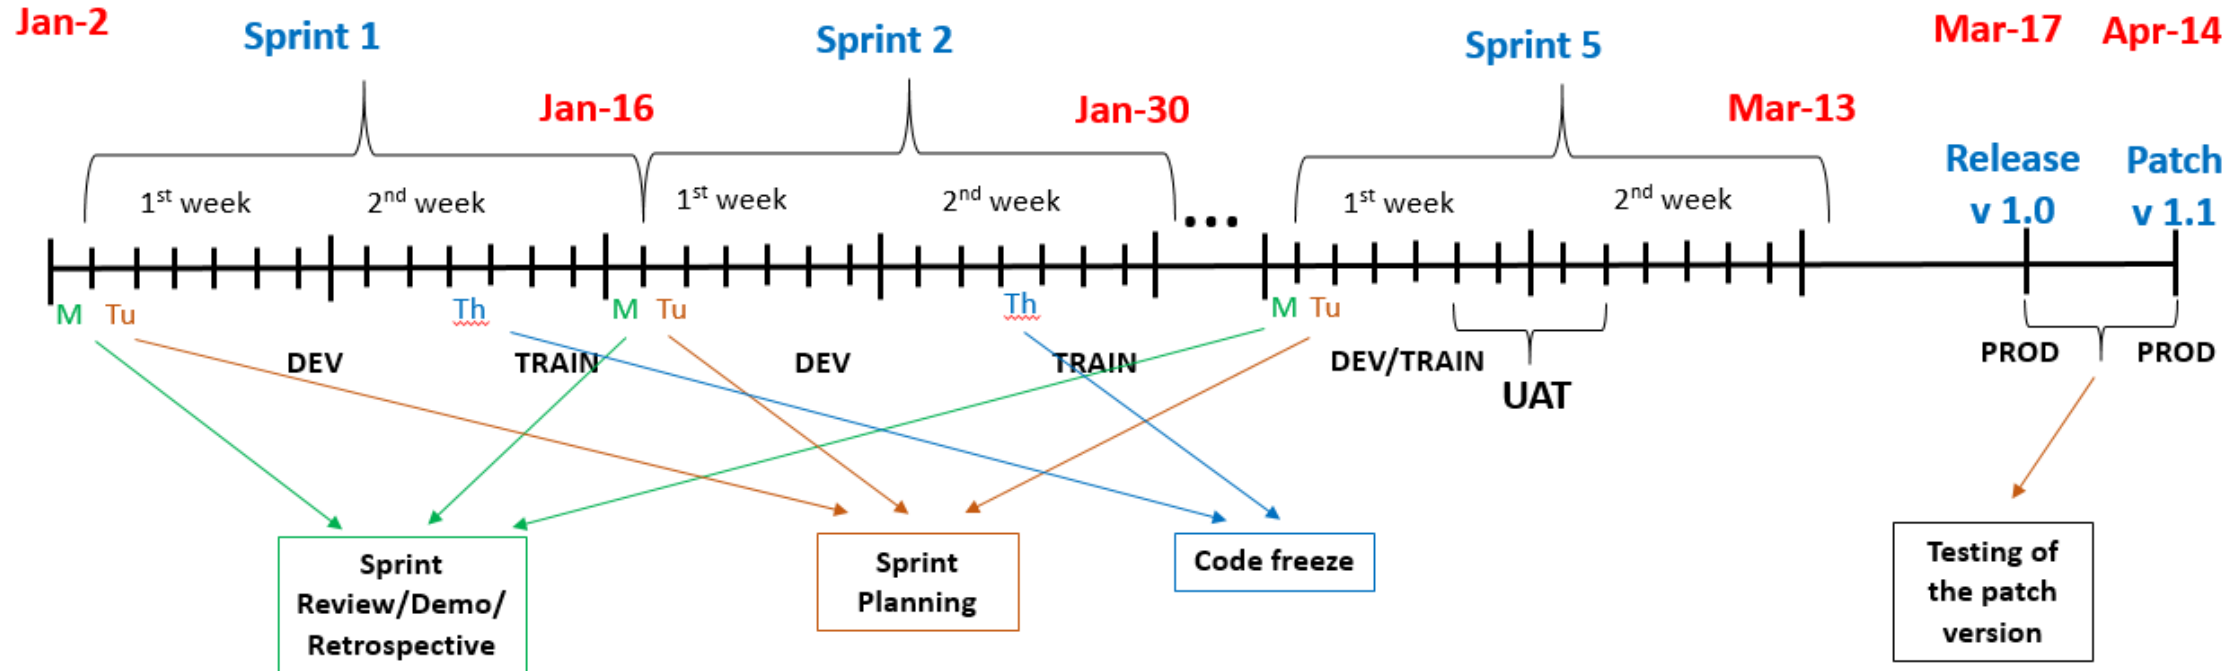 Jan-2
Sprint 1
Sprint 2
Sprint 5
Mar-17
Apr-14
Jan-16
Jan-30
Mar-13
Release
v 1.0
Patch
v 1.1
1st week
2nd week
1st week
2nd week
...
1st week
2nd week
M Tu
Th
M Tu
Th
M Tu
DEV
TRAIN
DEV
TRAIN
DEV/TRAIN
UAT
PROD
PROD
Sprint
Review/Demo/
Retrospective
Sprint
Planning
Code freeze
Testing of
the patch
version